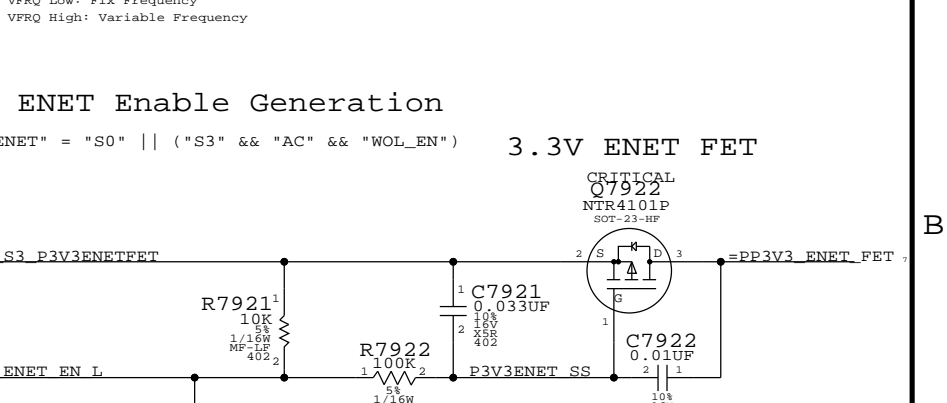 VFRQ Low: Fix Frequency
VFRQ High: Variable Frequency
ENET Enable Generation
ENET" = "S0" || ("S3" && "AC" && "WOL_EN")
3.3V ENET FET
CRITICAL
Q7922
NTR4101P
SOT-23-HF
2 S D 3
S3_P3V3ENETFET
=PP3V3_ENET_FET 7
B
G
1
R7921 1
10K
5%
1/16W
MF-LF
402 2
1 C7921
0.033UF
10%
16V
2 X5R
402
R7922
100K
1 2
5%
1/16W
C7922
0.01UF
2 1
10%
ENET_EN_L
P3V3ENET_SS